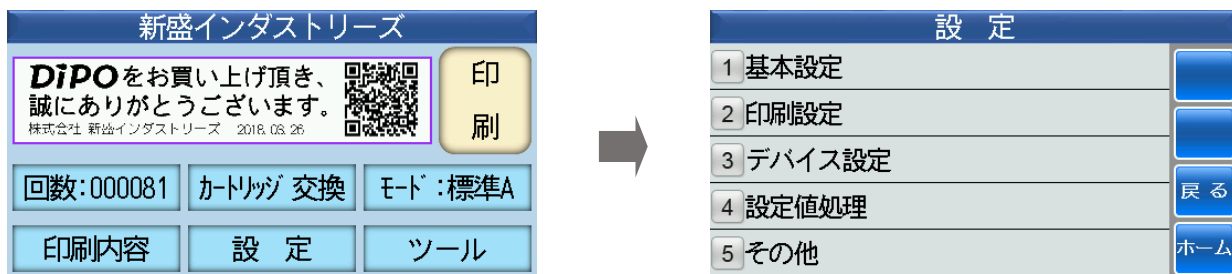 新盛インダストリーズ
DiPOをお買い上げ頂き、
誠にありがとうございます。
株式会社 新盛インダストリーズ 2018.03.26
印刷
回数:000081
ｶｰﾄﾘｯｼﾞ 交換
ﾓｰﾄﾞ:標準A
印刷内容
設 定
ツール
設 定
1 基本設定
2 印刷設定
3 デバイス設定
4 設定値処理
5 その他
戻 る
ホーム